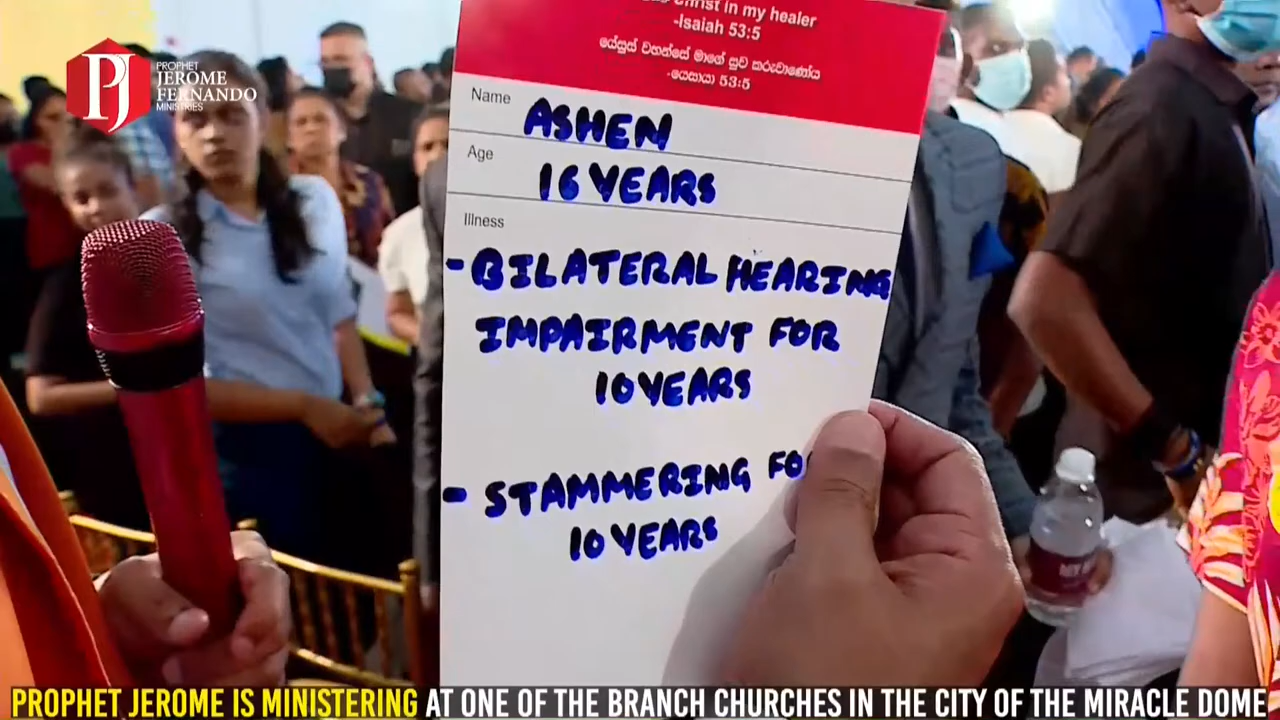 PROPHET
JEROME
FERNANDO
MINISTRIES
PJ
Christ in my healer
-Isaiah 53:5
යේසුස් වහන්සේ මාගේ සුව කරුවාණෝය
-යෙසායා 53:5
Name ASHEN
Age 16 YEARS
Illness
-BILATERAL HEARING
IMPAIRMENT FOR
10 YEARS
- STAMMERING FO
10 YEARS
PROPHET JEROME IS MINISTERING AT ONE OF THE BRANCH CHURCHES IN THE CITY OF THE MIRACLE DOME